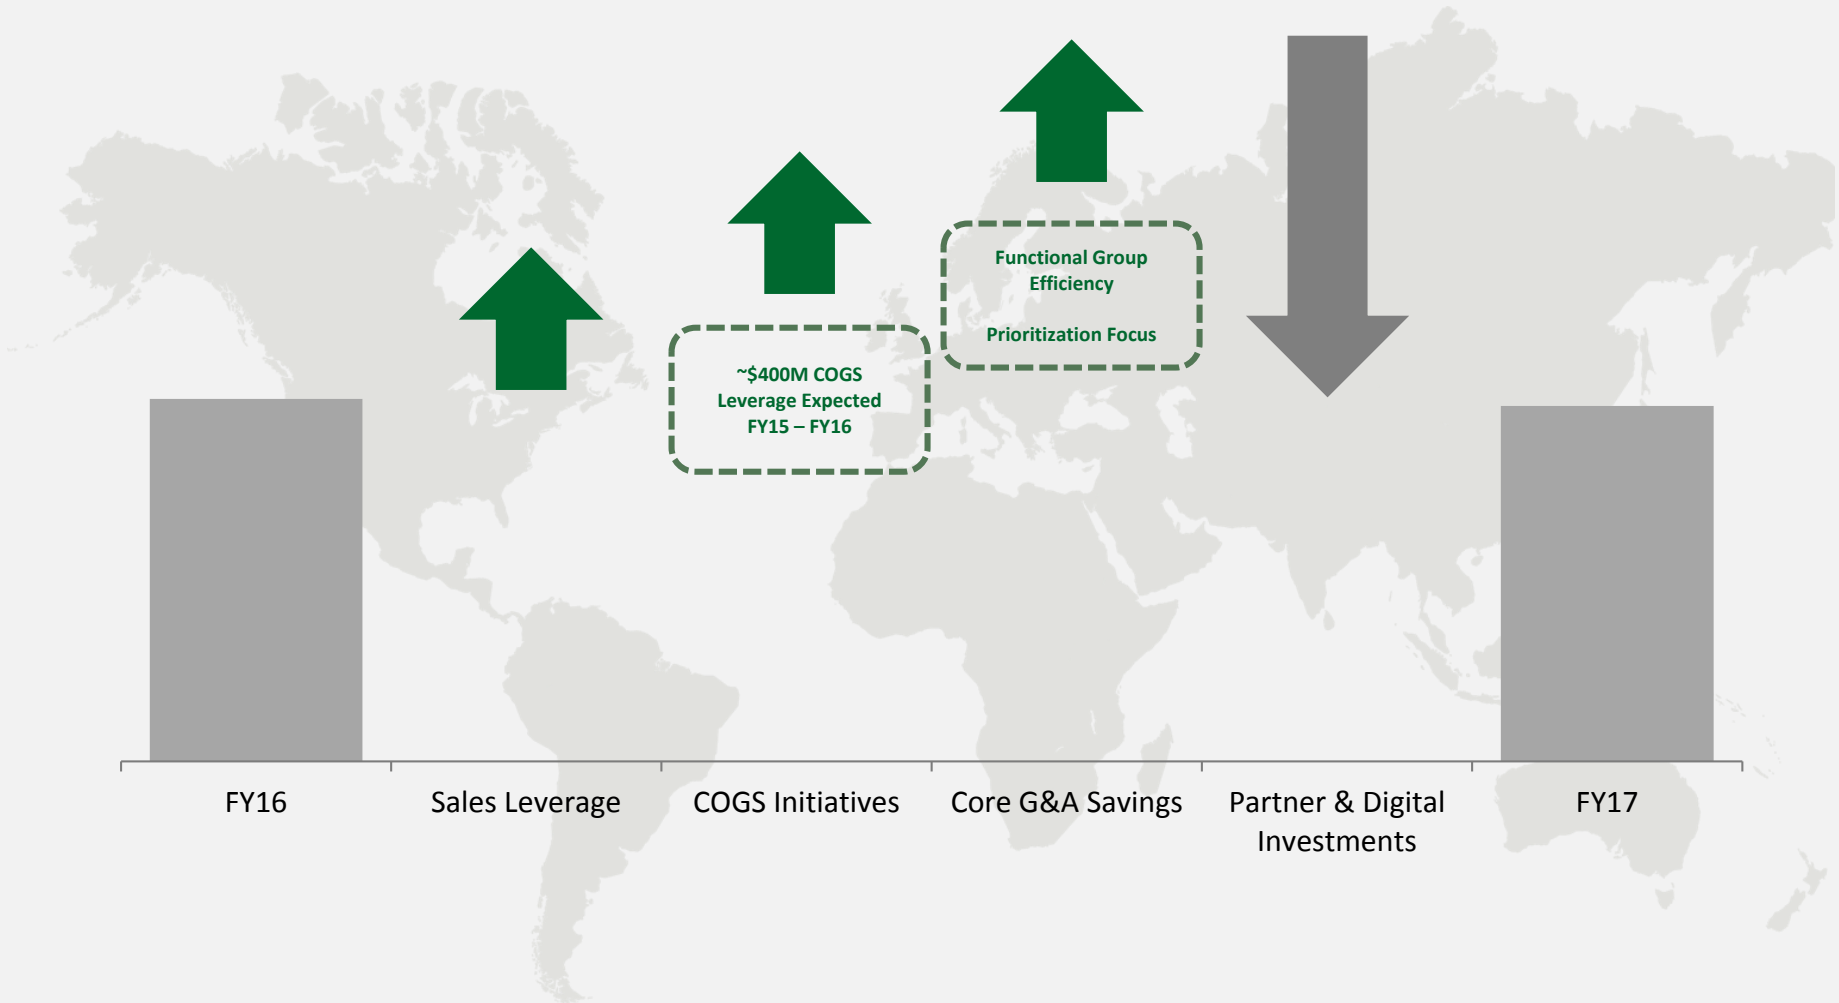 Functional Group
Efficiency
Prioritization Focus
~$400M COGS
Leverage Expected
FY15 – FY16
FY16
Sales Leverage
COGS Initiatives
Core G&A Savings
Partner & Digital
Investments
FY17